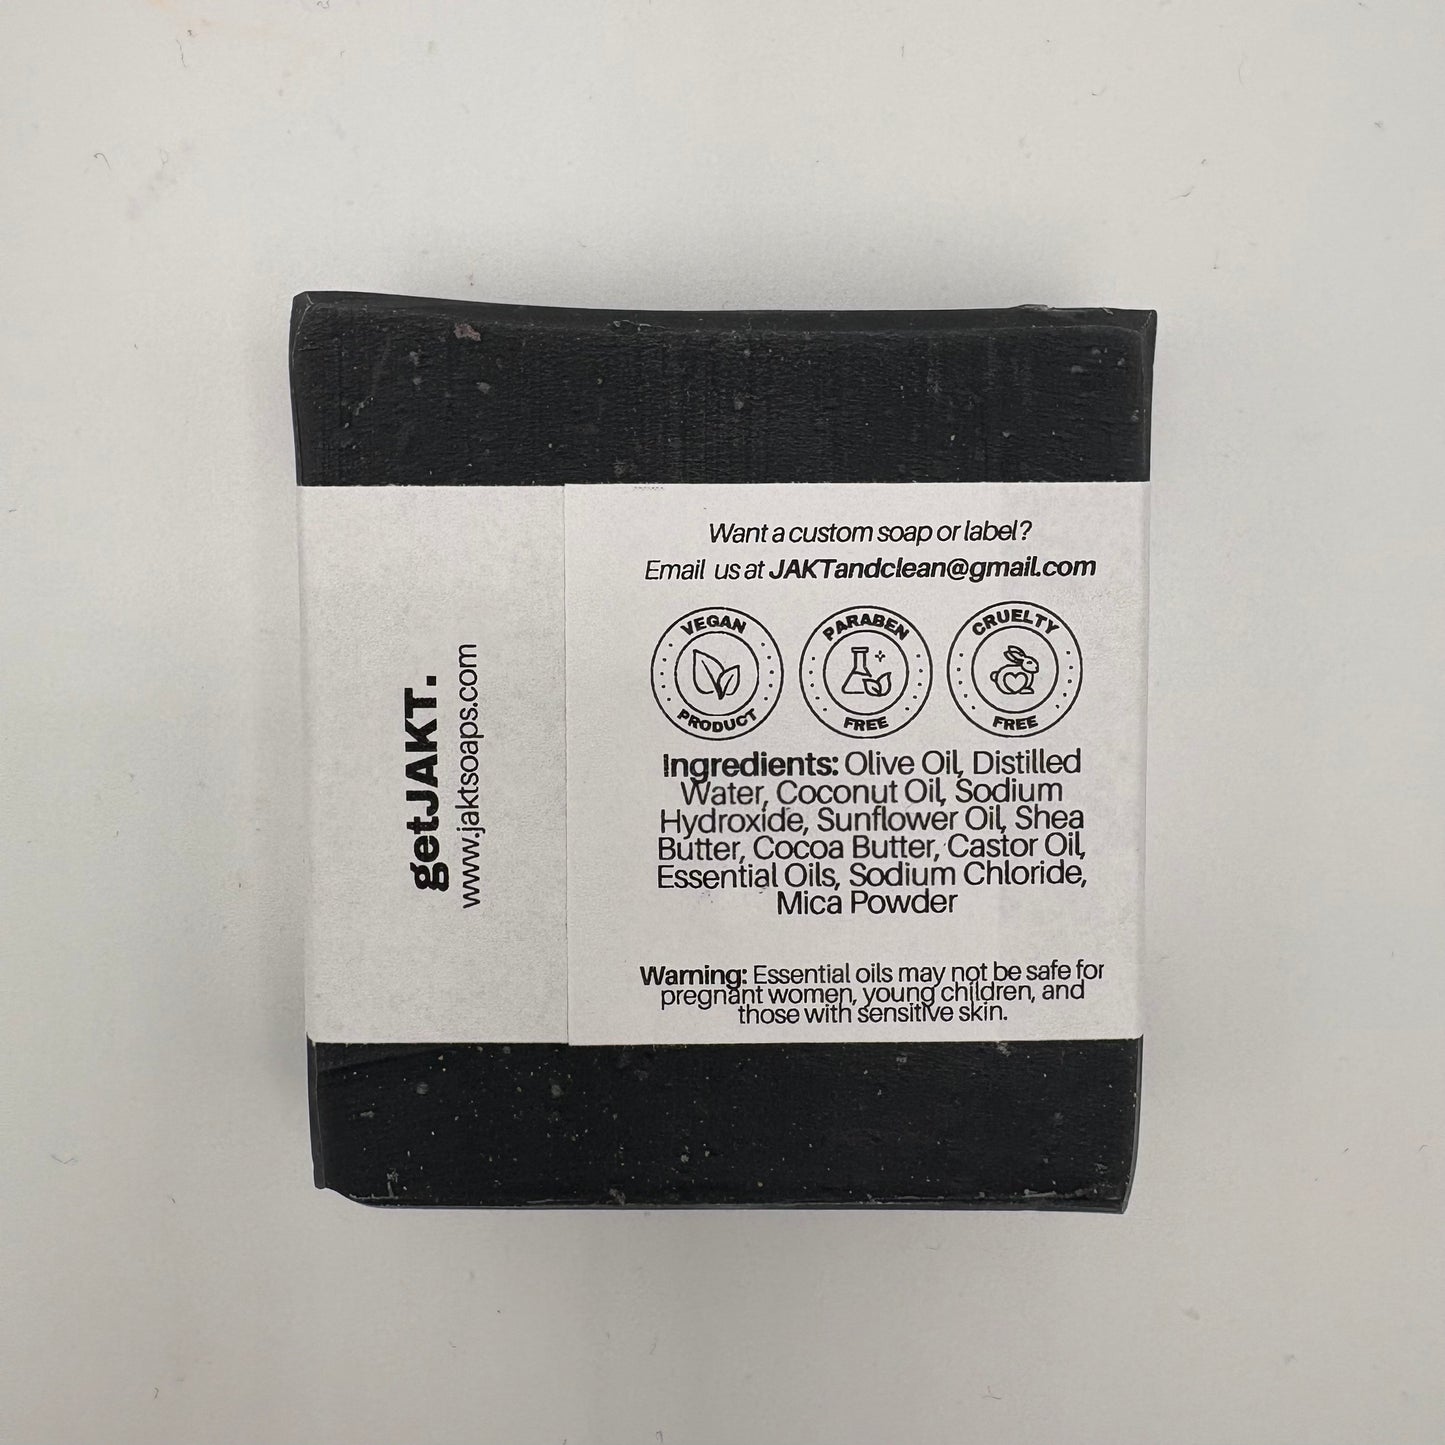 getJAKT.
www.jaktsoaps.com
Want a custom soap or label?
Email us at JAKTandclean@gmail.com
VEGAN
PRODUCT
PARABEN
FREE
CRUELTY
FREE
Ingredients: Olive Oil, Distilled
Water, Coconut Oil, Sodium
Hydroxide, Sunflower Oil, Shea
Butter, Cocoa Butter, Castor Oil,
Essential Oils, Sodium Chloride,
Mica Powder
Warning: Essential oils may not be safe for
pregnant women, young children, and
those with sensitive skin.